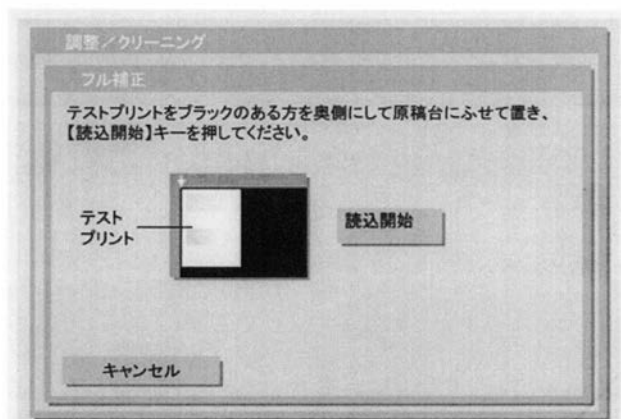 調整／クリーニング
フル補正
テストプリントをブラックのある方を奥側にして原稿台にふせて置き、
【読込開始】キーを押してください。
テスト
プリント
読込開始
キャンセル